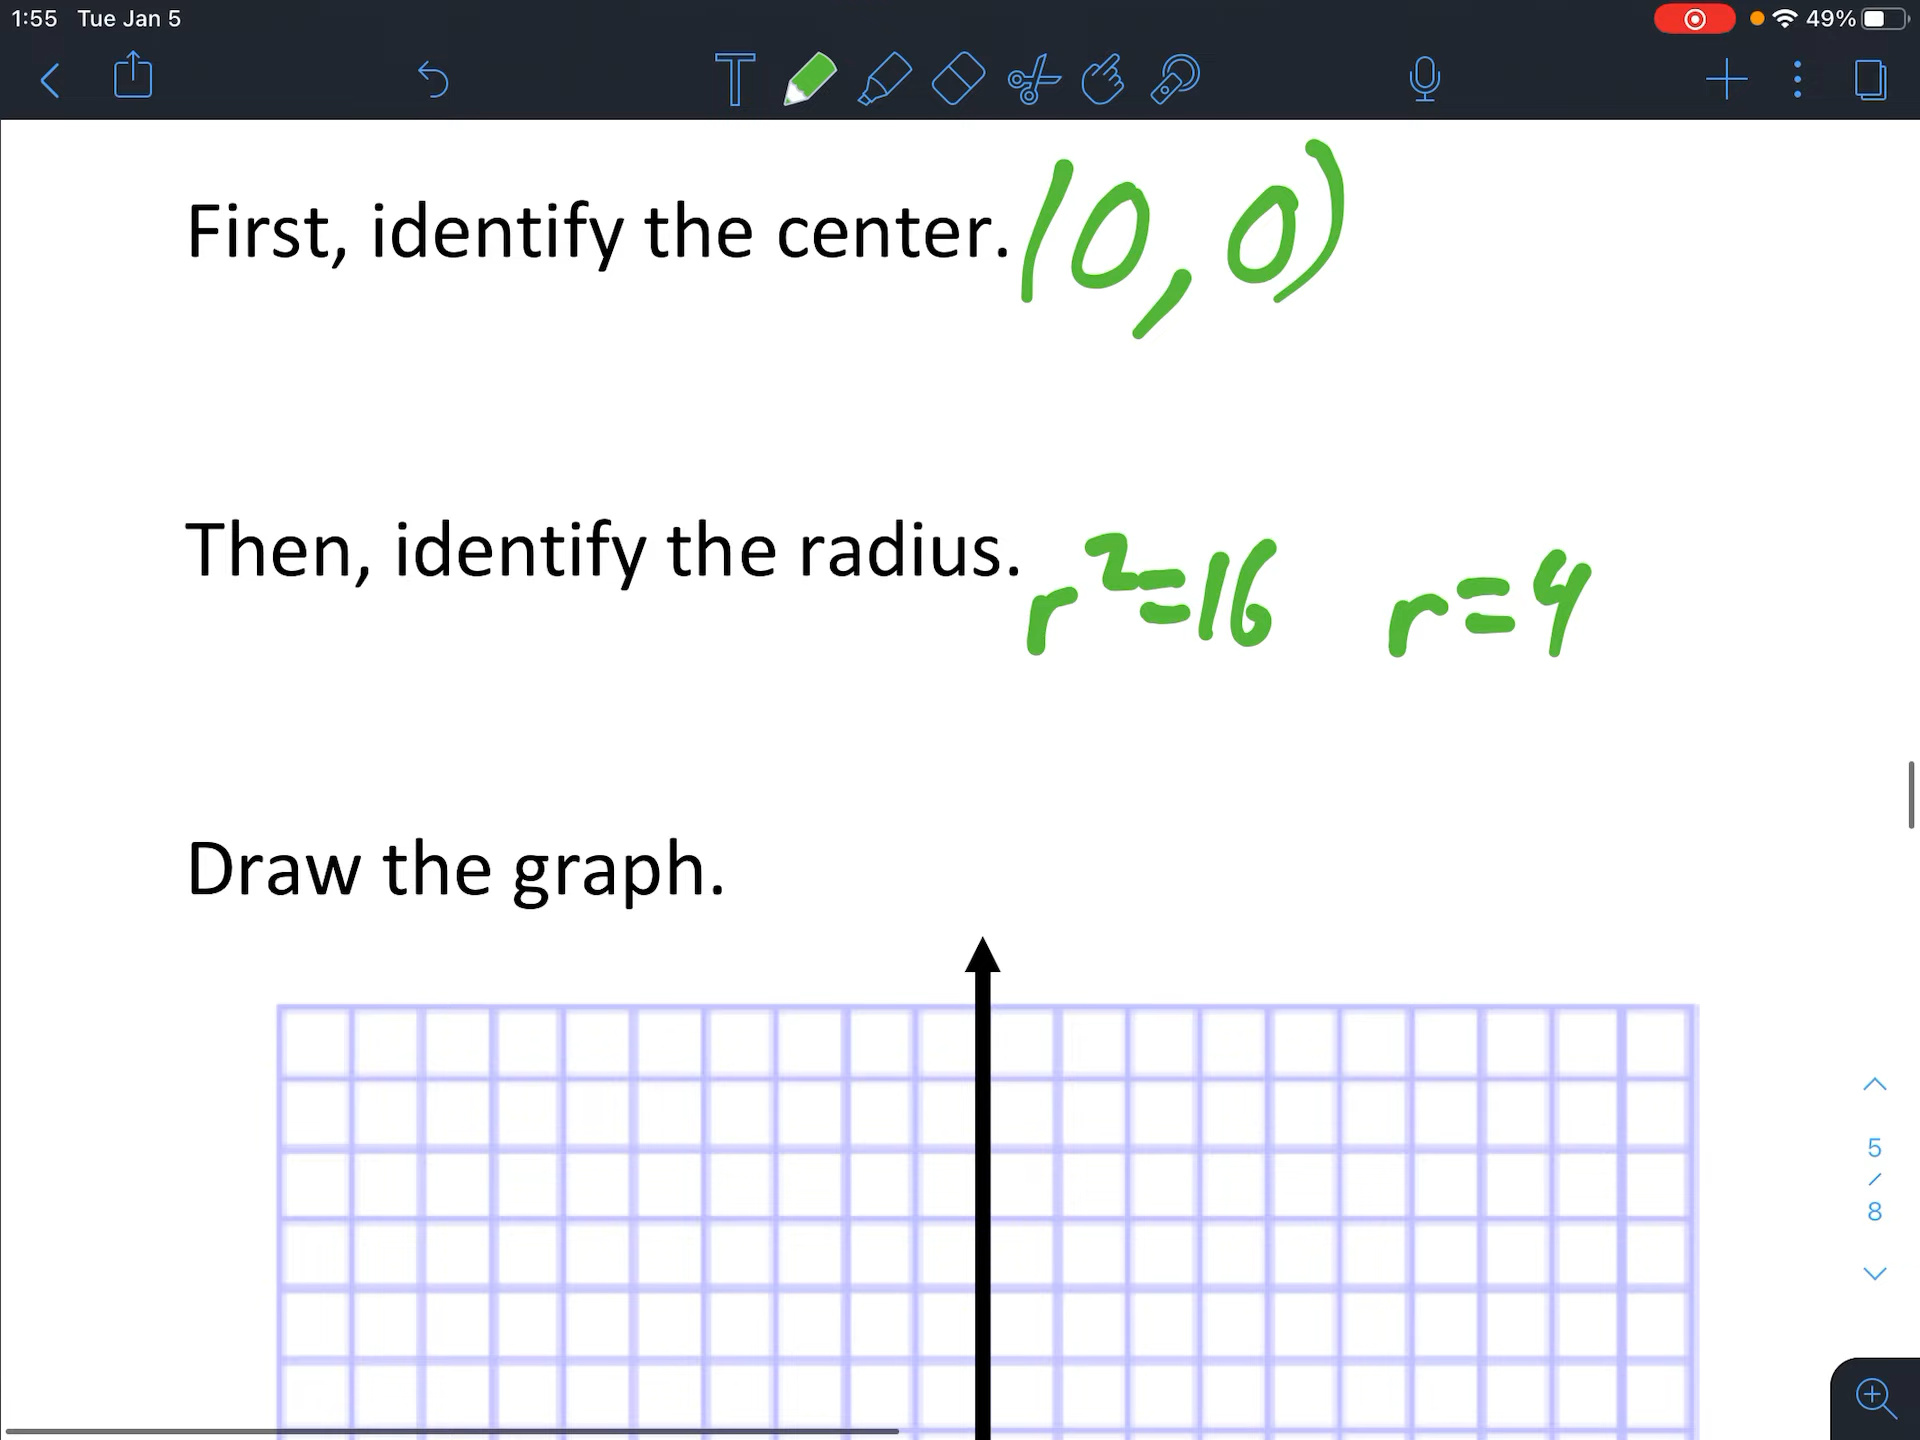 1:55 Tue Jan 5 49%
T
First, identify the center. (0,0)
Then, identify the radius. r²=16 r=4
Draw the graph.
5
/
8